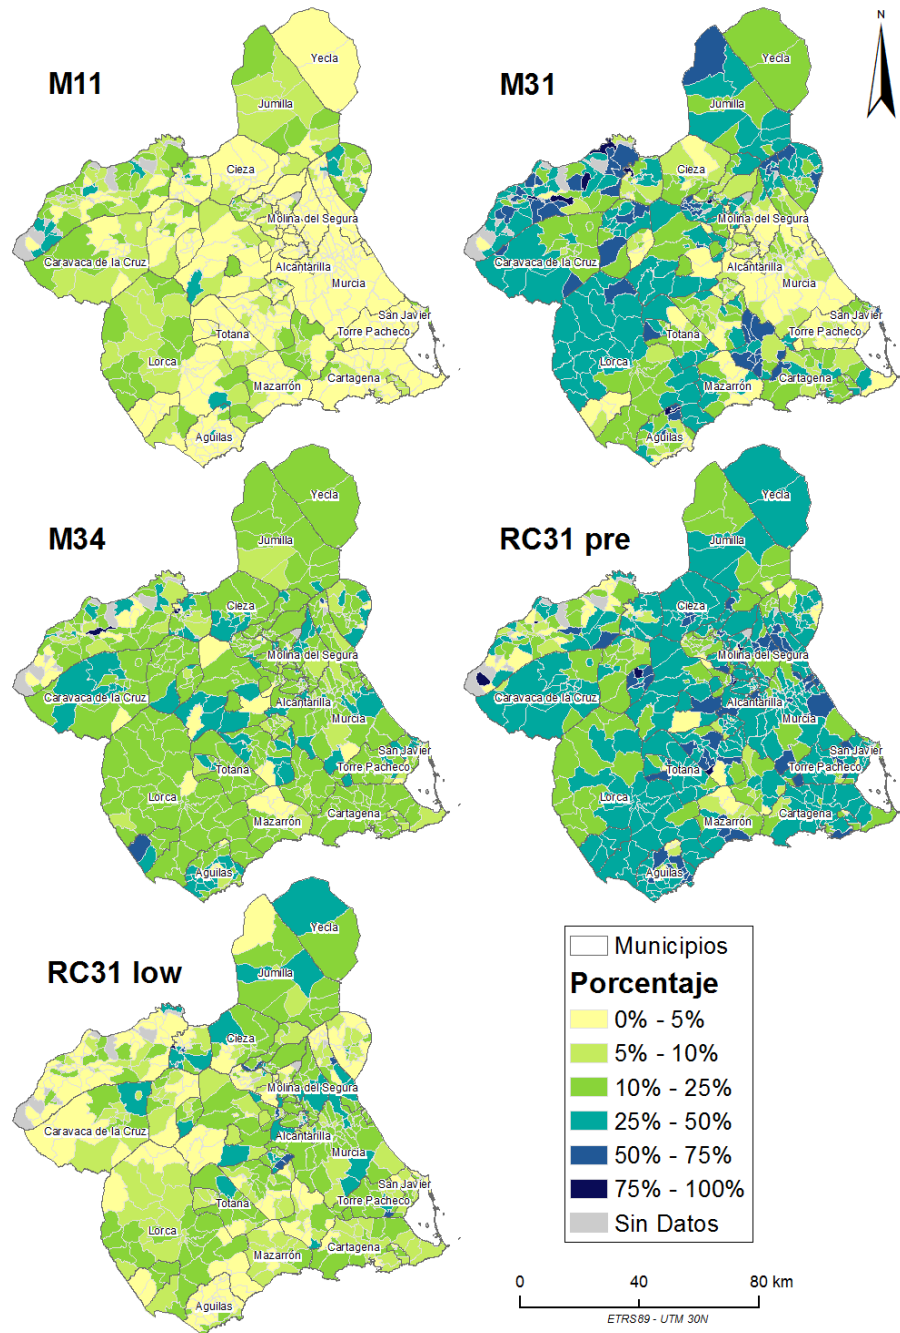 M11
Yecla
Jumilla
Cieza
Molina del Segura
Caravaca de la Cruz
Alcantarilla
Murcia
San Javier
Torre Pacheco
Totana
Lorca
Mazarrón
Cartagena
Aguilas
M31
N
Yecla
Jumilla
Cieza
Molina del Segura
Caravaca de la Cruz
Alcantarilla
Murcia
San Javier
Torre Pacheco
Totana
Lorca
Mazarrón
Cartagena
Aguilas
M34
Yecla
Jumilla
Cieza
Molina del Segura
Caravaca de la Cruz
Alcantarilla
Murcia
San Javier
Torre Pacheco
Totana
Lorca
Mazarrón
Cartagena
Aguilas
RC31 pre
Yecla
Jumilla
Cieza
Molina del Segura
Caravaca de la Cruz
Alcantarilla
Murcia
San Javier
Torre Pacheco
Totana
Lorca
Mazarrón
Cartagena
Aguilas
RC31 low
Yecla
Jumilla
Cieza
Molina del Segura
Caravaca de la Cruz
Alcantarilla
Murcia
San Javier
Torre Pacheco
Totana
Lorca
Mazarrón
Cartagena
Aguilas
Municipios
Porcentaje
0% - 5%
5% - 10%
10% - 25%
25% - 50%
50% - 75%
75% - 100%
Sin Datos
0 40 80 km
ETRS89 - UTM 30N